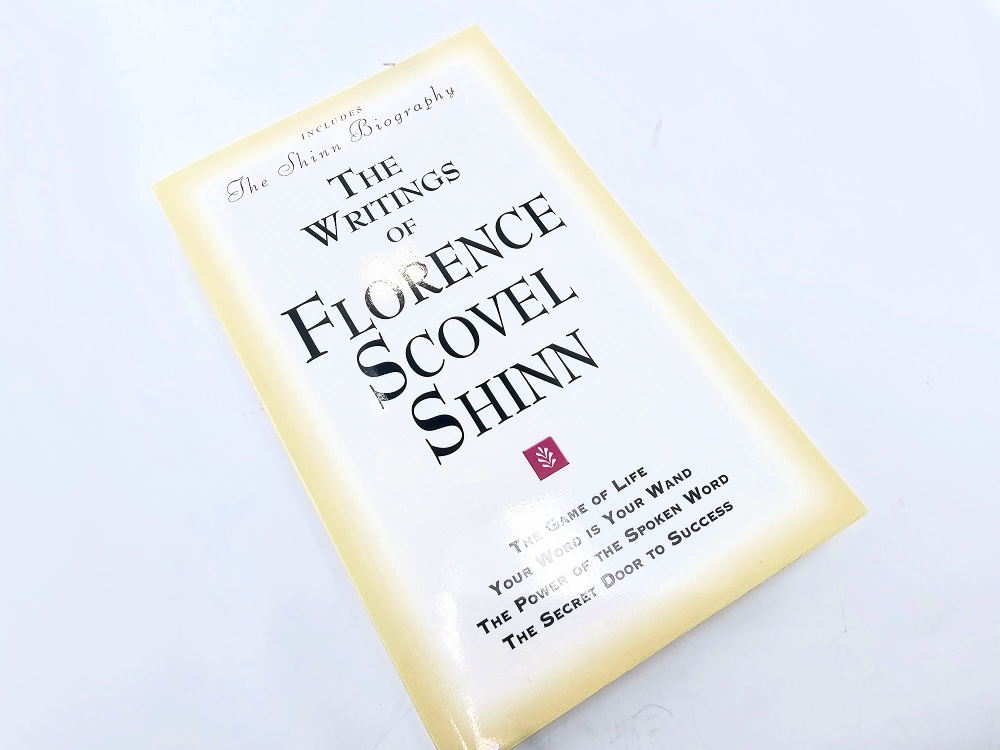 INCLUDES
The Shinn Biography
THE
WRITINGS
OF
FLORENCE
SCOVEL
SHINN
THE GAME OF LIFE
YOUR WORD IS YOUR WAND
THE POWER OF THE SPOKEN WORD
THE SECRET DOOR TO SUCCESS